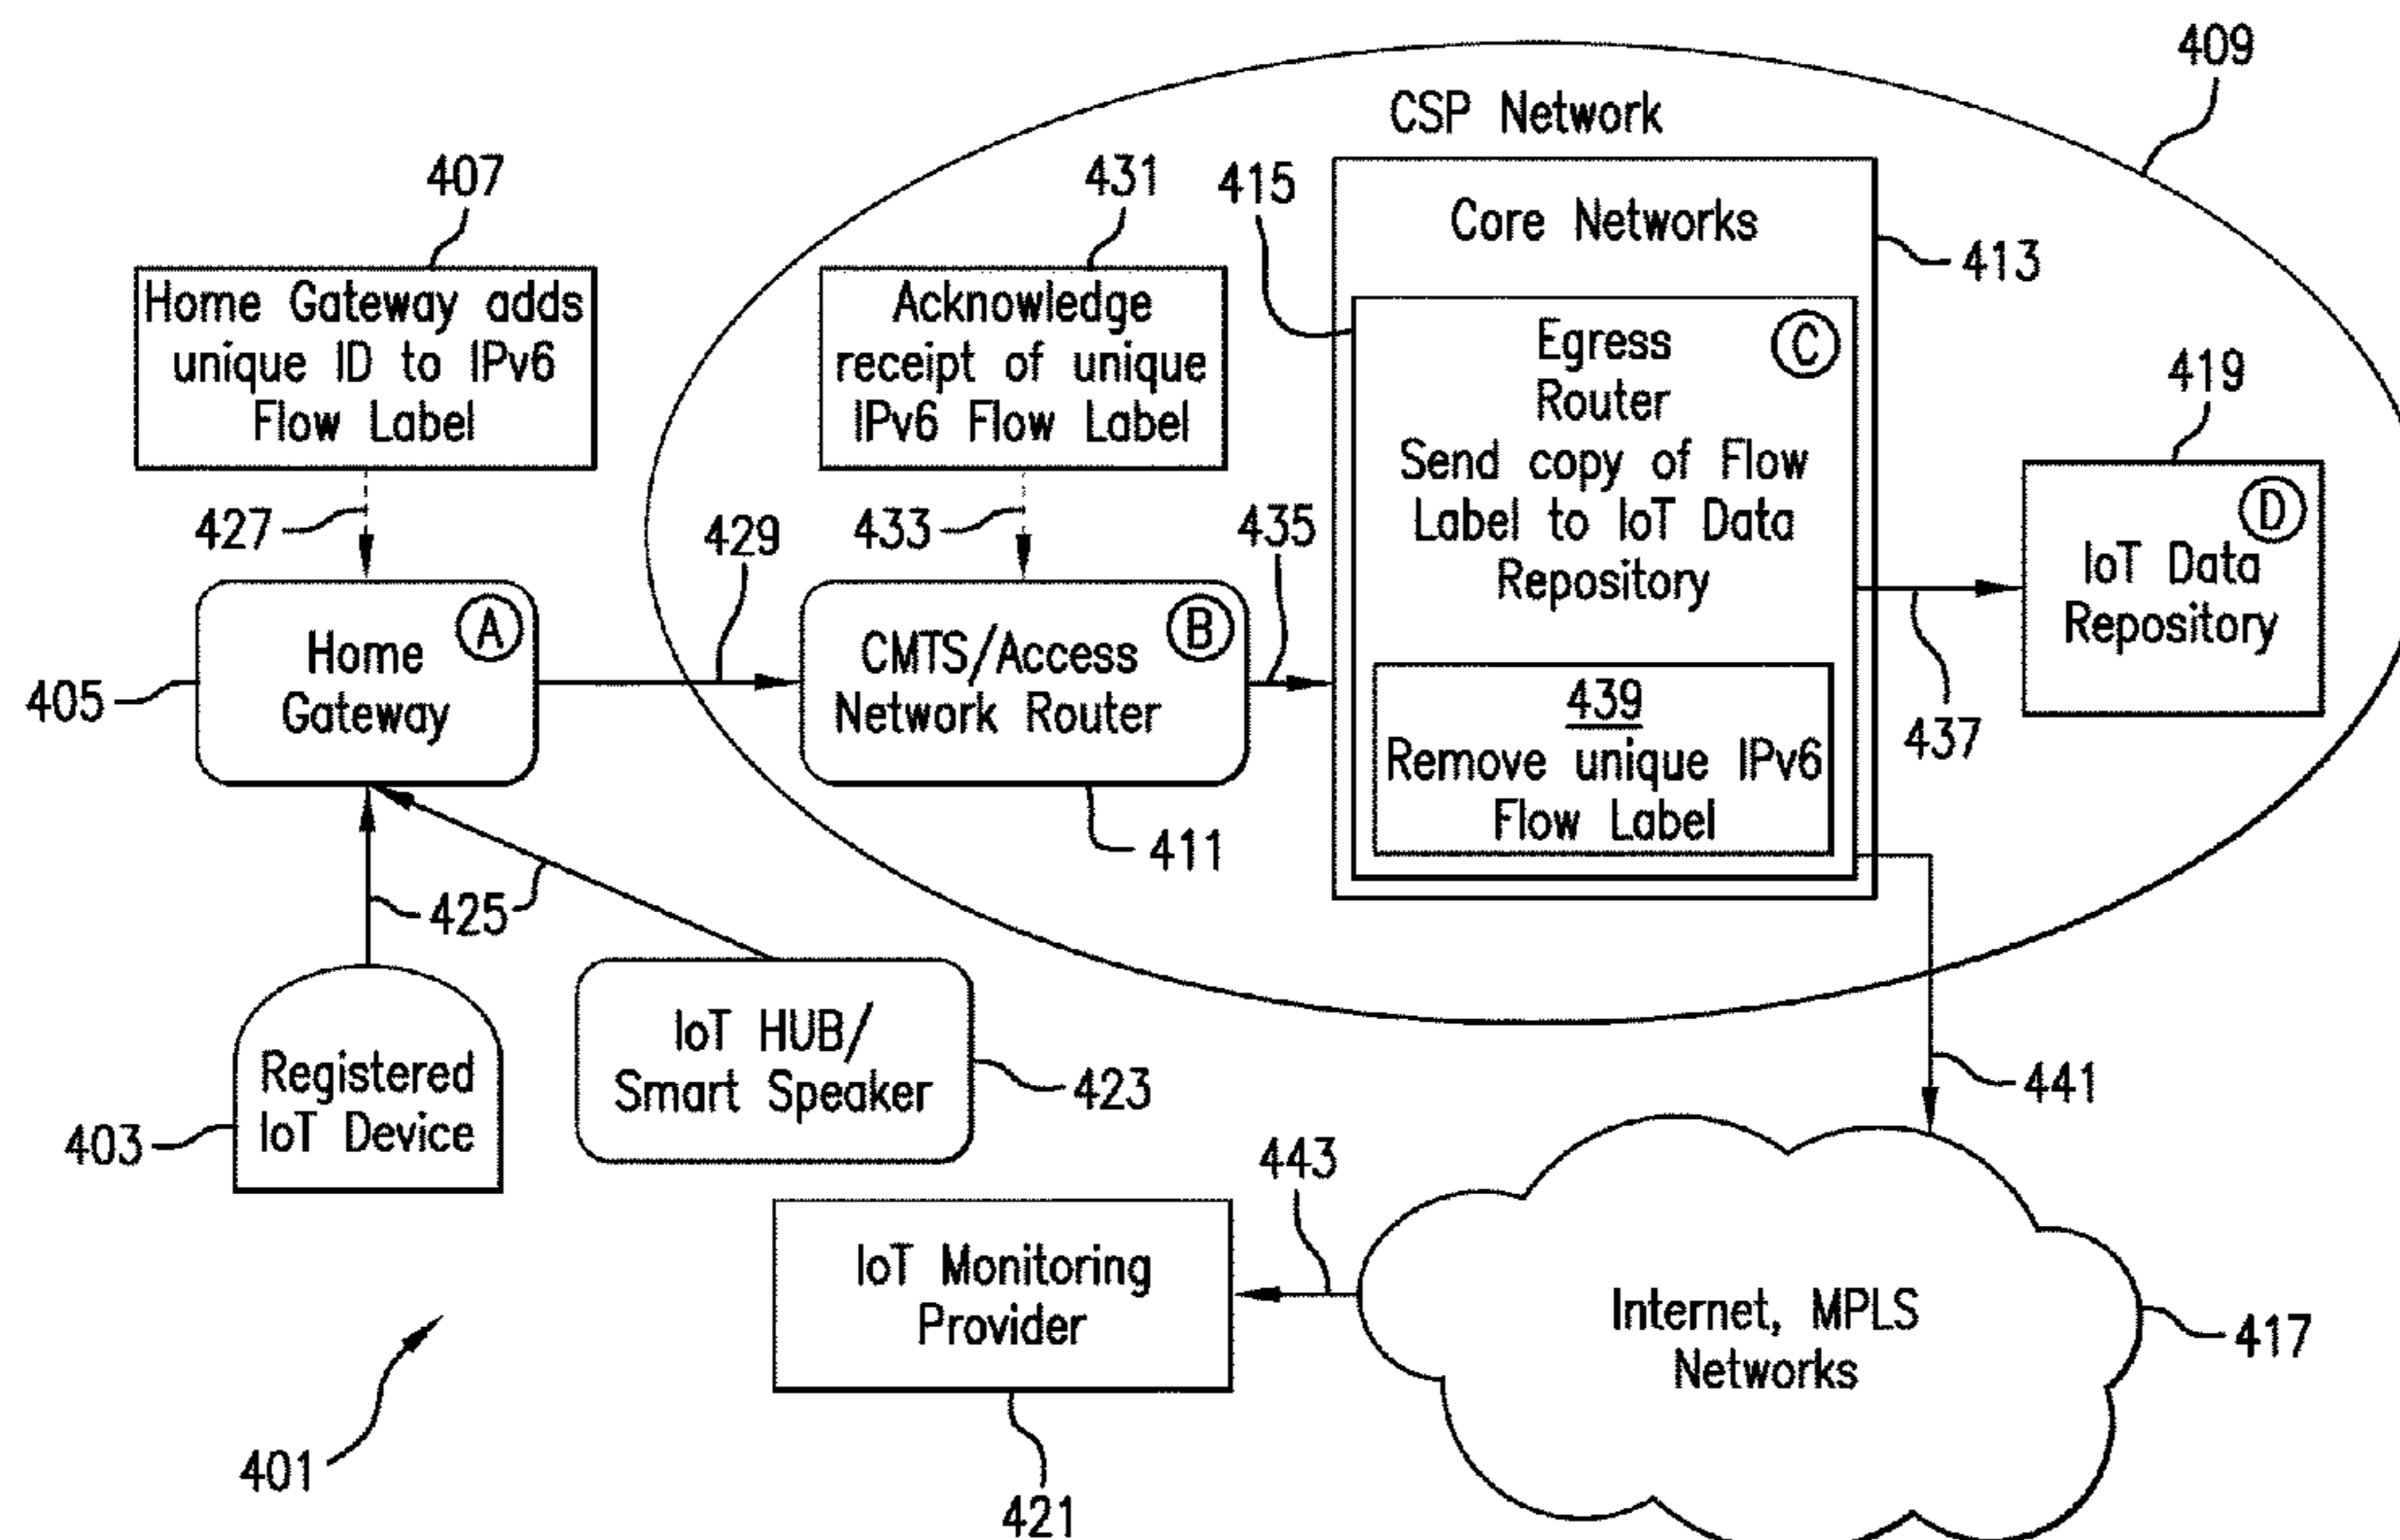 409
CSP Network
407
431
415
Core Networks
413
Home Gateway adds
unique ID to IPv6
Flow Label
Acknowledge
receipt of unique
IPv6 Flow Label
Egress
Router
Send copy of Flow
Label to IoT Data
Repository
C
419
427
433
429
435
Home
Gateway
A
405
CMTS/Access
Network Router
B
411
439
Remove unique IPv6
Flow Label
437
IoT Data
Repository
D
425
Registered
IoT Device
403
IoT HUB/
Smart Speaker
423
441
443
IoT Monitoring
Provider
421
Internet, MPLS
Networks
417
401